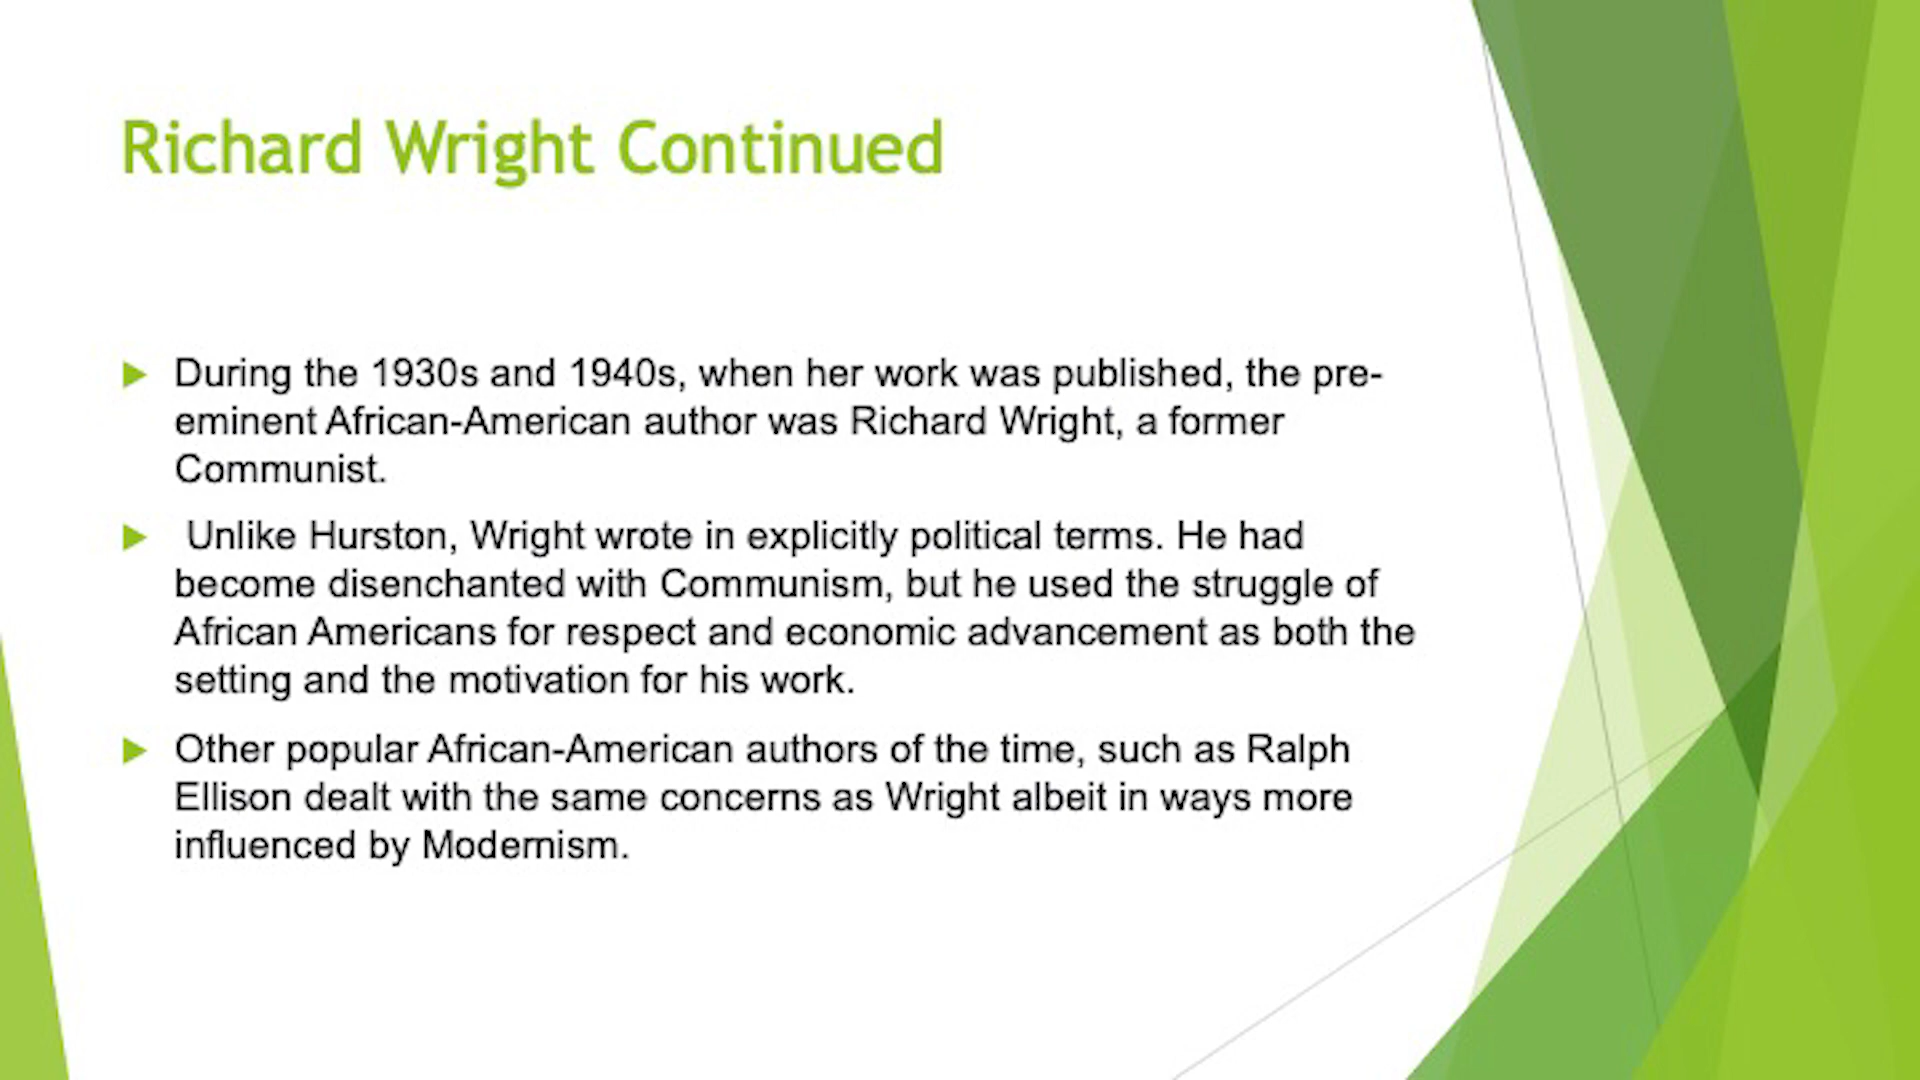 Richard Wright Continued
During the 1930s and 1940s, when her work was published, the pre-
eminent African-American author was Richard Wright, a former
Communist.
Unlike Hurston, Wright wrote in explicitly political terms. He had
become disenchanted with Communism, but he used the struggle of
African Americans for respect and economic advancement as both the
setting and the motivation for his work.
Other popular African-American authors of the time, such as Ralph
Ellison dealt with the same concerns as Wright albeit in ways more
influenced by Modernism.